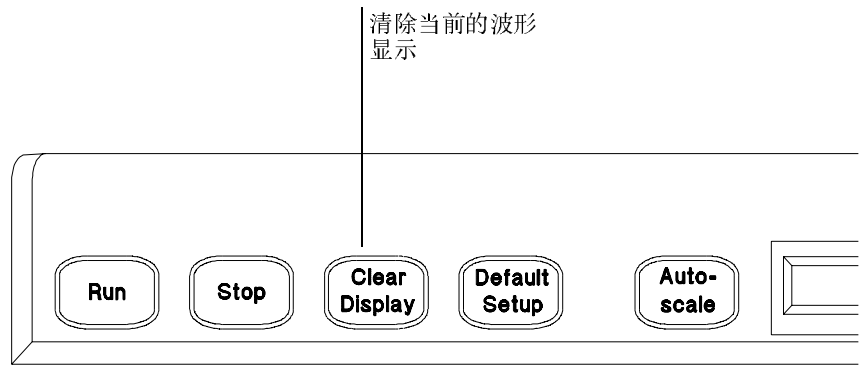 清除当前的波形
显示
Run
Stop
Clear
Display
Default
Setup
Auto-
scale